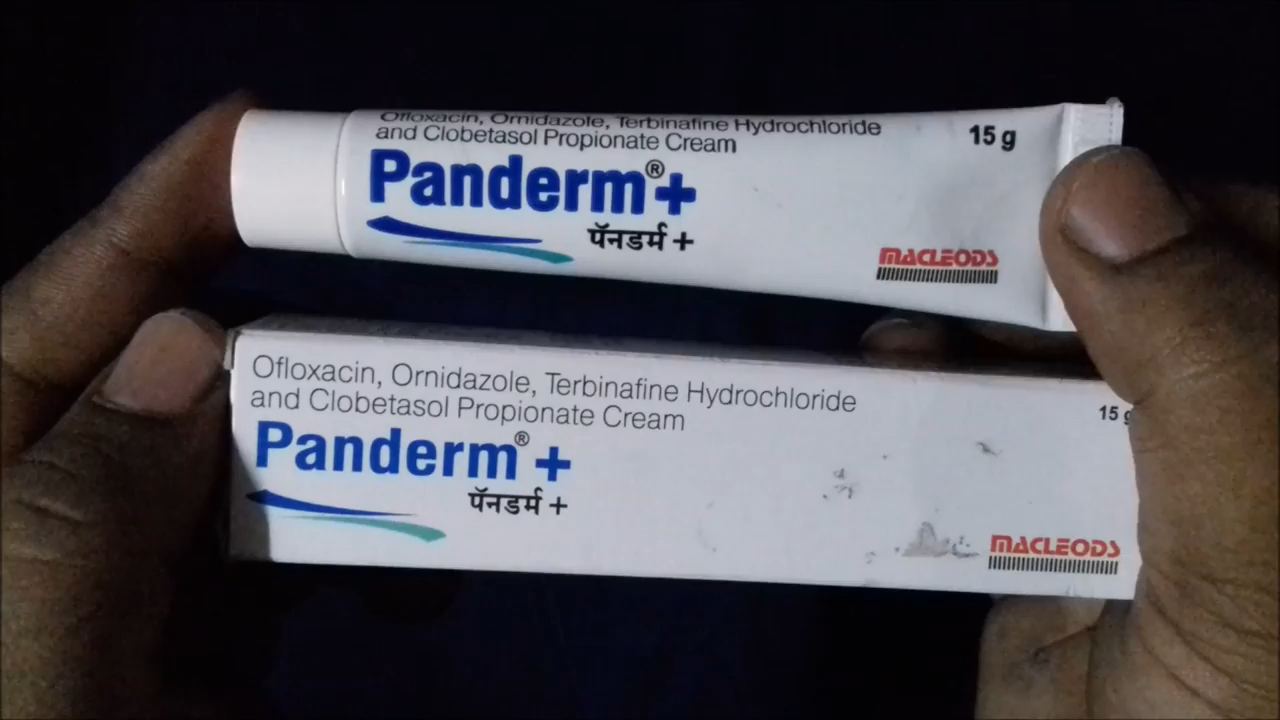 Ofloxacin, Ornidazole, Terbinafine Hydrochloride
and Clobetasol Propionate Cream
15 g
Panderm®+
पॅनडर्म +
MACLEODS
Ofloxacin, Ornidazole, Terbinafine Hydrochloride
and Clobetasol Propionate Cream
15 g
Panderm®+
पॅनडर्म +
MACLEODS